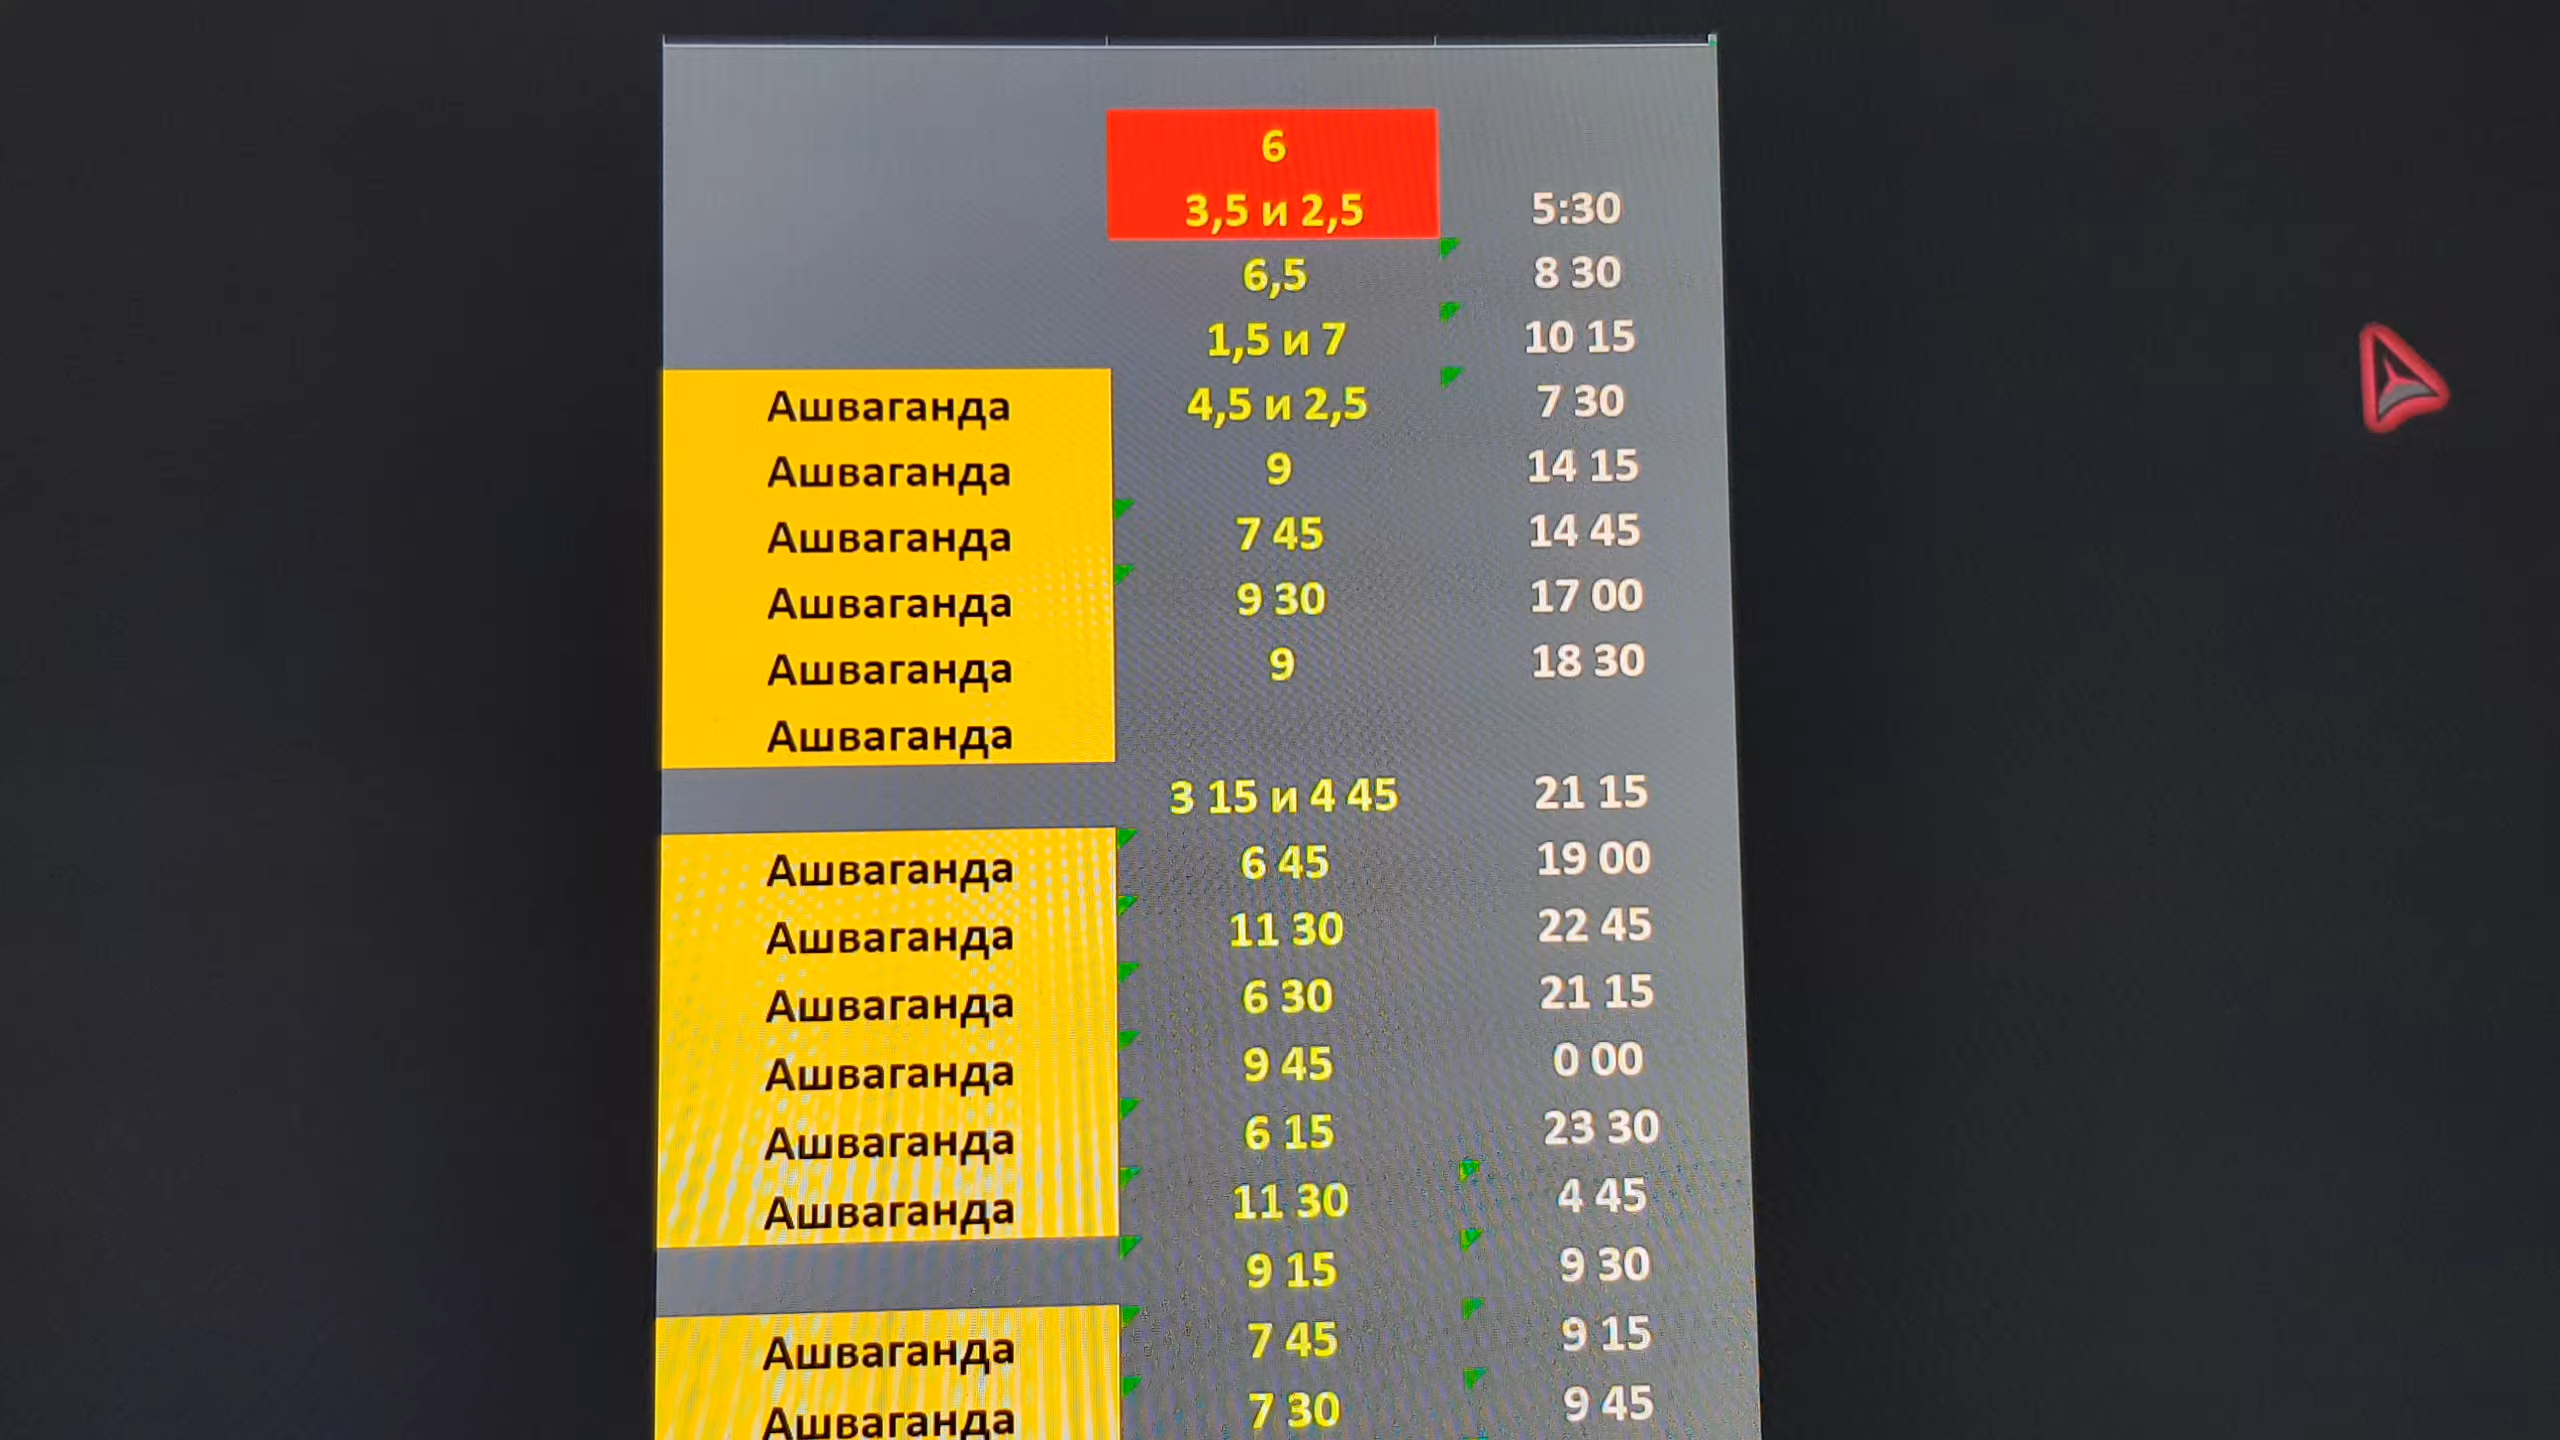 6
3,5 и 2,5 5:30
6,5 8 30
1,5 и 7 10 15
Ашваганда 4,5 и 2,5 7 30
Ашваганда 9 14 15
Ашваганда 7 45 14 45
Ашваганда 9 30 17 00
Ашваганда 9 18 30
Ашваганда
3 15 и 4 45 21 15
Ашваганда 6 45 19 00
Ашваганда 11 30 22 45
Ашваганда 6 30 21 15
Ашваганда 9 45 0 00
Ашваганда 6 15 23 30
Ашваганда 11 30 4 45
9 15 9 30
Ашваганда 7 45 9 15
Ашваганда 7 30 9 45